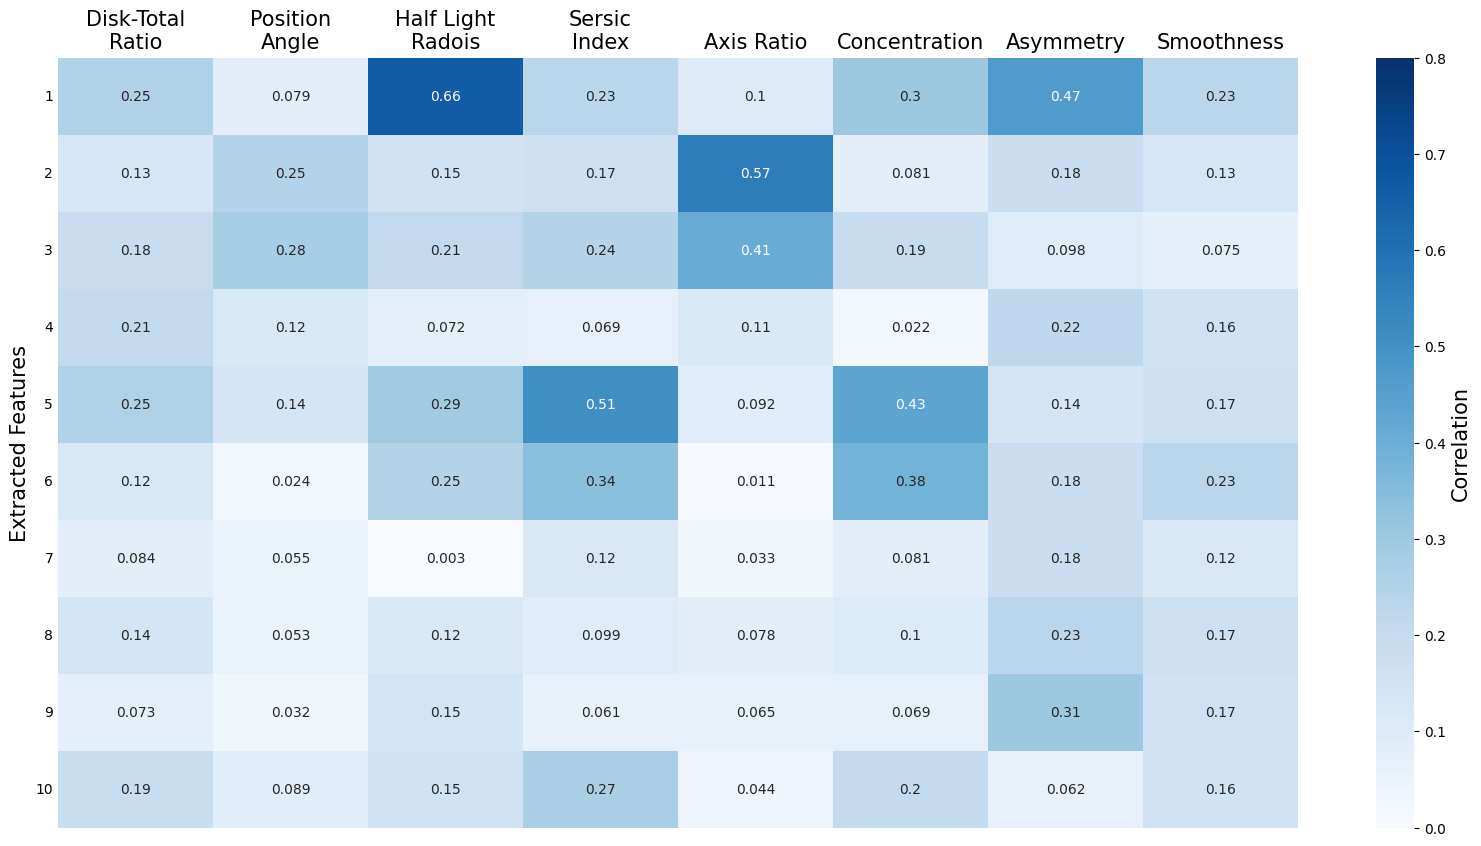 Disk-Total Position Half Light Sersic
Ratio Angle Radois Index Axis Ratio Concentration Asymmetry Smoothness
1 0.25 0.079 0.66 0.23 0.1 0.3 0.47 0.23
2 0.13 0.25 0.15 0.17 0.57 0.081 0.18 0.13
3 0.18 0.28 0.21 0.24 0.41 0.19 0.098 0.075
4 0.21 0.12 0.072 0.069 0.11 0.022 0.22 0.16
5 0.25 0.14 0.29 0.51 0.092 0.43 0.14 0.17
6 0.12 0.024 0.25 0.34 0.011 0.38 0.18 0.23
7 0.084 0.055 0.003 0.12 0.033 0.081 0.18 0.12
8 0.14 0.053 0.12 0.099 0.078 0.1 0.23 0.17
9 0.073 0.032 0.15 0.061 0.065 0.069 0.31 0.17
10 0.19 0.089 0.15 0.27 0.044 0.2 0.062 0.16
Extracted Features
0.8
0.7
0.6
0.5
0.4
0.3
0.2
0.1
0.0
Correlation